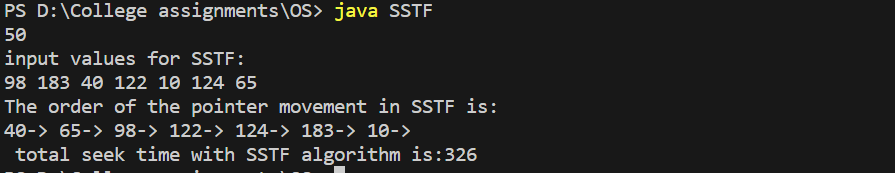 PS D:\College assignments\OS> java SSTF
50
input values for SSTF:
98 183 40 122 10 124 65
The order of the pointer movement in SSTF is:
40-> 65-> 98-> 122-> 124-> 183-> 10->
total seek time with SSTF algorithm is:326